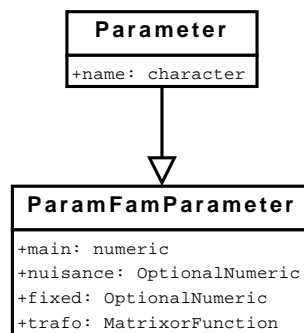 Parameter
+name: character
ParamFamParameter
+main: numeric
+nuisance: OptionalNumeric
+fixed: OptionalNumeric
+trafo: MatrixorFunction